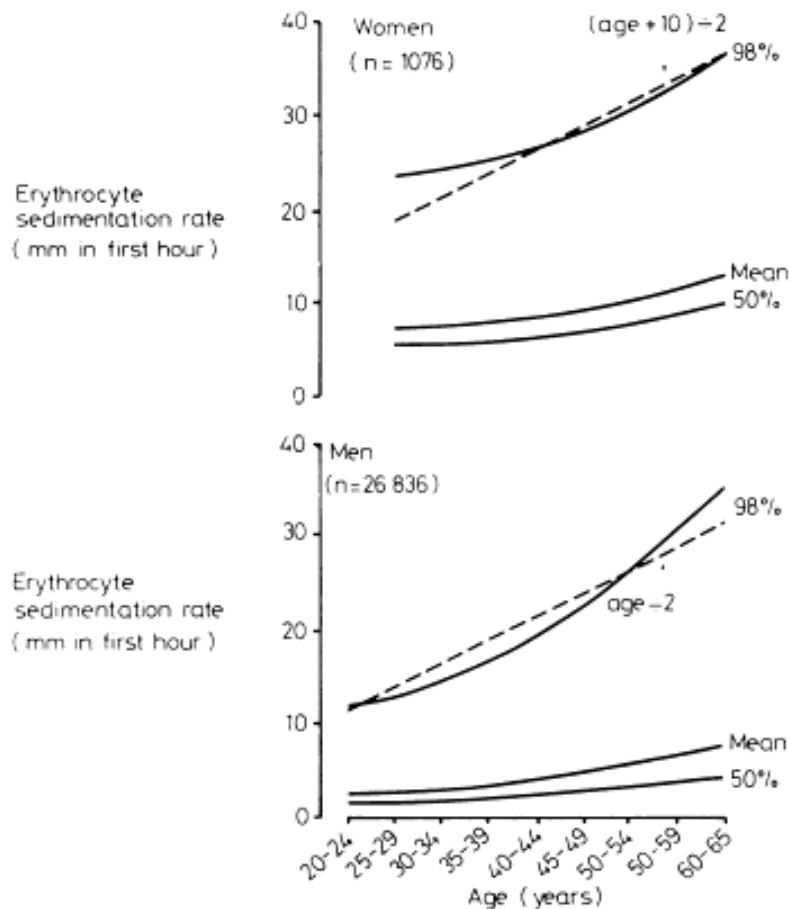 40
Women
(age + 10) ÷ 2
(n = 1076)
98%
30
Erythrocyte
sedimentation rate
(mm in first hour)
20
10
Mean
50%
0
40
Men
(n=26 836)
98%
30
Erythrocyte
sedimentation rate
(mm in first hour)
age ÷ 2
20
10
Mean
50%
0
20-24
25-29
30-34
35-39
40-44
45-49
50-54
50-59
60-65
Age (years)